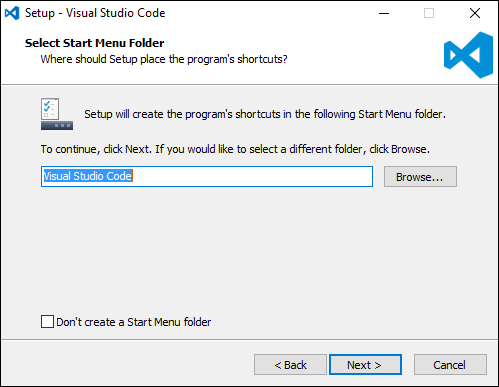 Setup - Visual Studio Code
Select Start Menu Folder
Where should Setup place the program's shortcuts?
Setup will create the program's shortcuts in the following Start Menu folder.
To continue, click Next. If you would like to select a different folder, click Browse.
Visual Studio Code
Browse...
Don't create a Start Menu folder
< Back
Next >
Cancel